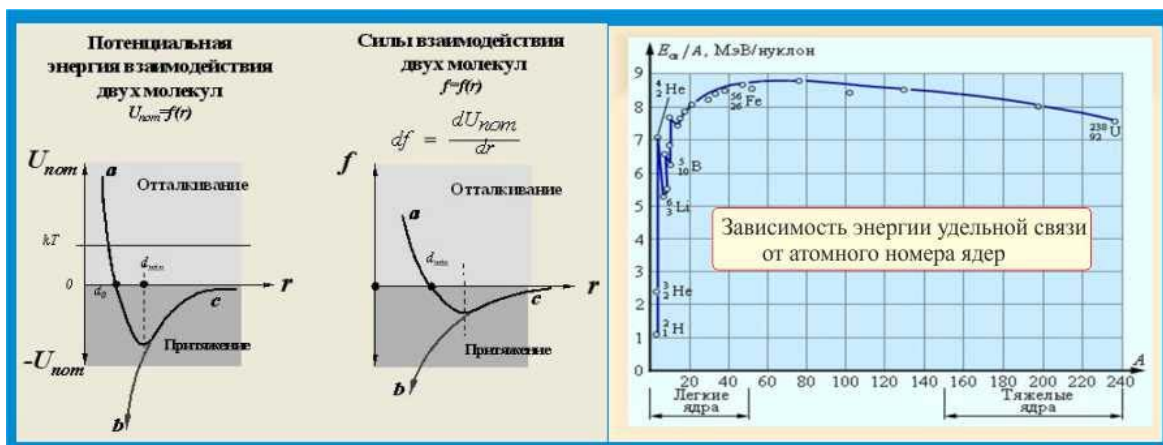 Потенциальная
энергия взаимодействия
двух молекул
Uпот=f(r)
Uпот
a
Отталкивание
kT
dmin
0
d0
r
c
Притяжение
-Uпот
b
Силы взаимодействия
двух молекул
f=f(r)
df = dUпот / dr
f
a
Отталкивание
dmin
r
c
Притяжение
b
Eсв/A, МэВ/нуклон
9
8
7
6
5
4
3
2
1
0
4 2 He
56 26 Fe
238 92 U
5 10 B
6 3 Li
3 2 He
2 1 H
Зависимость энергии удельной связи
от атомного номера ядер
A
20 40 60 80 100 120 140 160 180 200 220 240
Легкие
ядра
Тяжелые
ядра